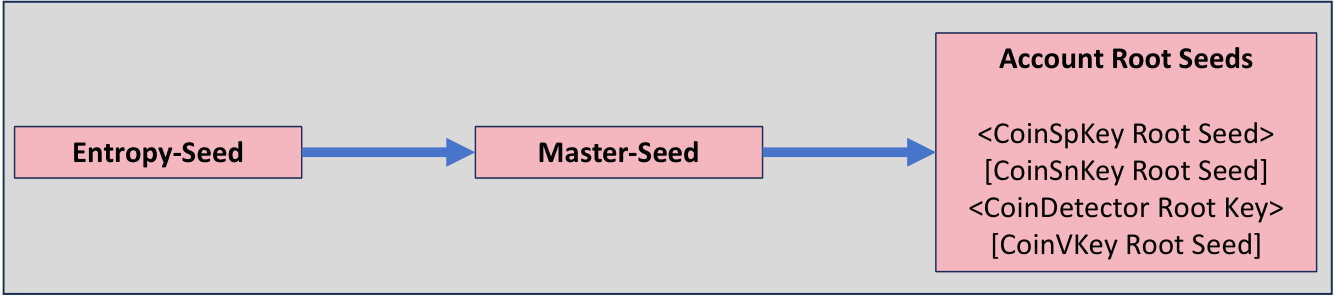 Entropy-Seed
Master-Seed
Account Root Seeds
<CoinSpKey Root Seed>
[CoinSnKey Root Seed]
<CoinDetector Root Key>
[CoinVKey Root Seed]